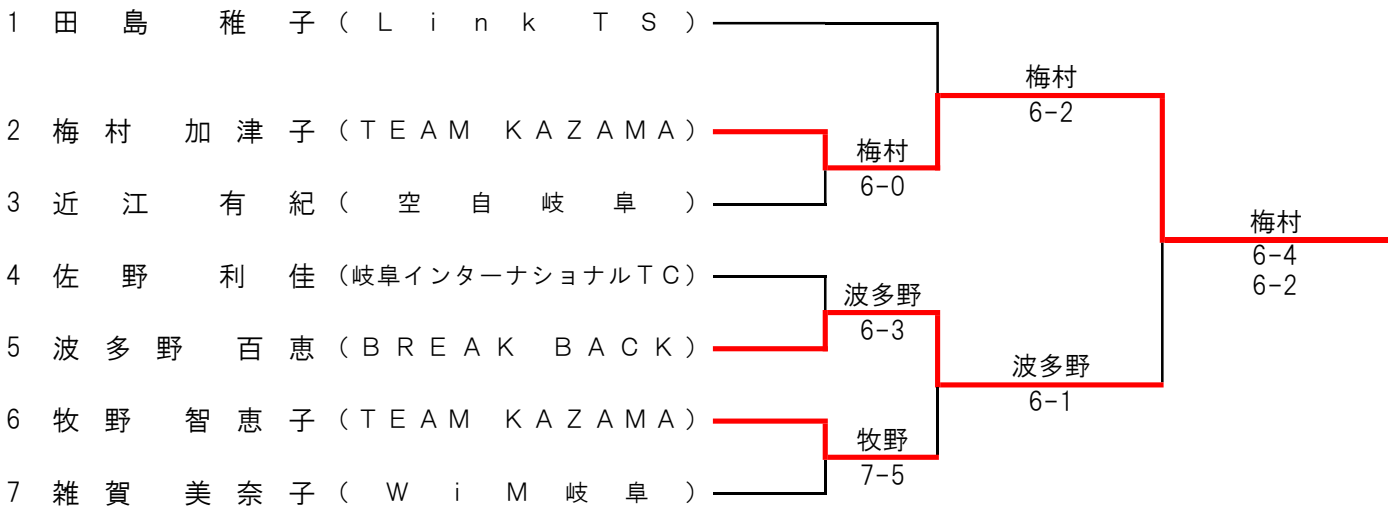 1 田島 稚子 (Link TS)
梅村
6-2
2 梅村 加津子 (TEAM KAZAMA)
梅村
6-0
3 近江 有紀 (空自岐阜)
梅村
6-4
6-2
4 佐野 利佳 (岐阜インターナショナルTC)
波多野
6-3
5 波多野 百恵 (BREAK BACK)
波多野
6-1
6 牧野 智恵子 (TEAM KAZAMA)
牧野
7-5
7 雑賀 美奈子 (WiM岐阜)